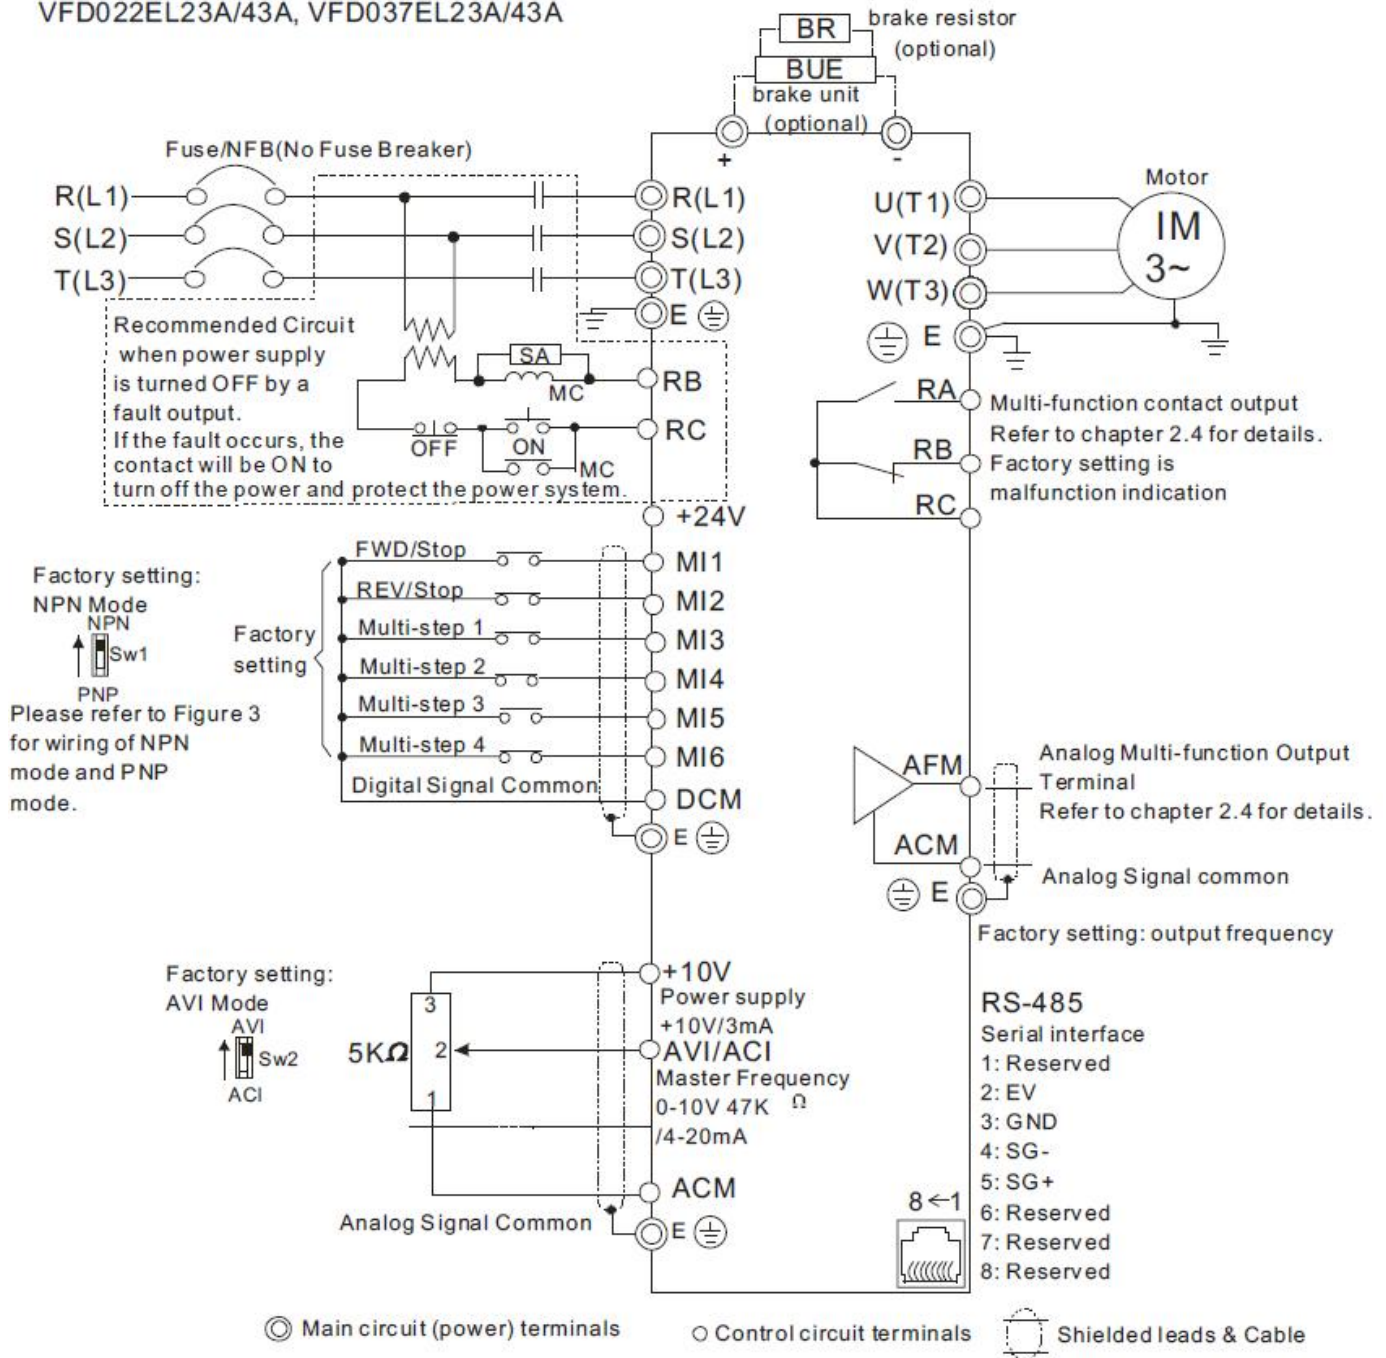 VFD022EL23A/43A, VFD037EL23A/43A
BR
brake resistor
(optional)
BUE
brake unit
(optional)
+
-
Fuse/NFB(No Fuse Breaker)
R(L1)
S(L2)
T(L3)
R(L1)
S(L2)
T(L3)
E
Recommended Circuit
when power supply
is turned OFF by a
fault output.
If the fault occurs, the
contact will be ON to
turn off the power and protect the power system.
SA
MC
RB
OFF
ON
MC
RC
Motor
U(T1)
V(T2)
W(T3)
IM
3~
E
RA
RB
RC
Multi-function contact output
Refer to chapter 2.4 for details.
Factory setting is
malfunction indication
+24V
FWD/Stop
MI1
REV/Stop
MI2
Multi-step 1
MI3
Multi-step 2
MI4
Multi-step 3
MI5
Multi-step 4
MI6
Digital Signal Common
DCM
E
Factory
setting
Factory setting:
NPN Mode
NPN
Sw1
PNP
Please refer to Figure 3
for wiring of NPN
mode and PNP
mode.
AFM
ACM
E
Analog Multi-function Output
Terminal
Refer to chapter 2.4 for details.
Analog Signal common
Factory setting: output frequency
Factory setting:
AVI Mode
AVI
Sw2
ACI
5KΩ
3
2
1
+10V
Power supply
+10V/3mA
AVI/ACI
Master Frequency
0-10V 47K Ω
/4-20mA
ACM
Analog Signal Common
E
RS-485
Serial interface
1: Reserved
2: EV
3: GND
4: SG-
5: SG+
6: Reserved
7: Reserved
8: Reserved
8←1
Main circuit (power) terminals
Control circuit terminals
Shielded leads & Cable